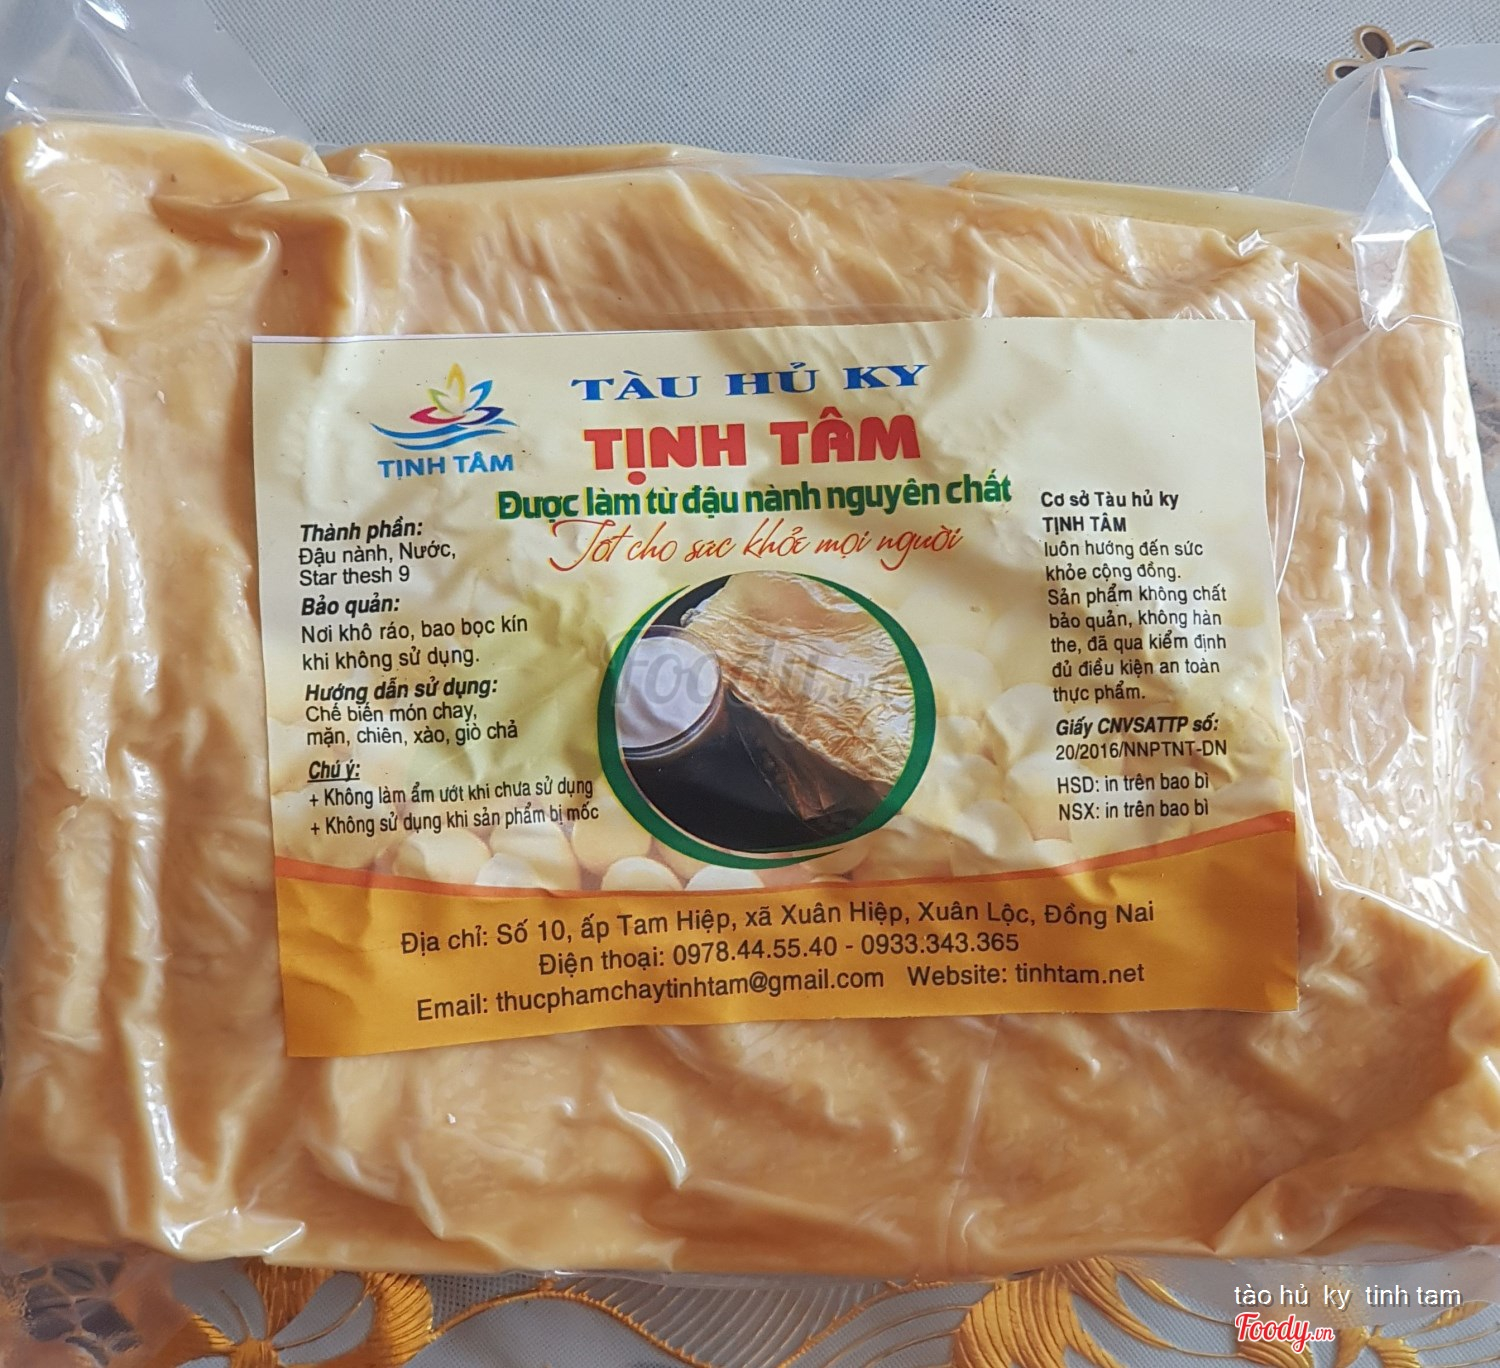 TÀU HỦ KY
TỊNH TÂM
TỊNH TÂM
Được làm từ đậu nành nguyên chất
Tốt cho sức khỏe mọi người
Thành phần:
Đậu nành, Nước,
Star thesh 9
Bảo quản:
Nơi khô ráo, bao bọc kín
khi không sử dụng.
Hướng dẫn sử dụng:
Chế biến món chay,
mặn, chiên, xào, giò chả
Chú ý:
+ Không làm ẩm ướt khi chưa sử dụng
+ Không sử dụng khi sản phẩm bị mốc
Cơ sở Tàu hủ ky
TỊNH TÂM
luôn hướng đến sức
khỏe cộng đồng.
Sản phẩm không chất
bảo quản, không hàn
the, đã qua kiểm định
đủ điều kiện an toàn
thực phẩm.
Giấy CNVSATTP số:
20/2016/NNPTNT-DN
HSD: in trên bao bì
NSX: in trên bao bì
foody.vn
Địa chỉ: Số 10, ấp Tam Hiệp, xã Xuân Hiệp, Xuân Lộc, Đồng Nai
Điện thoại: 0978.44.55.40 - 0933.343.365
Email: thucphamchaytinhtam@gmail.com Website: tinhtam.net
tào hủ ky tinh tam
Foody.vn